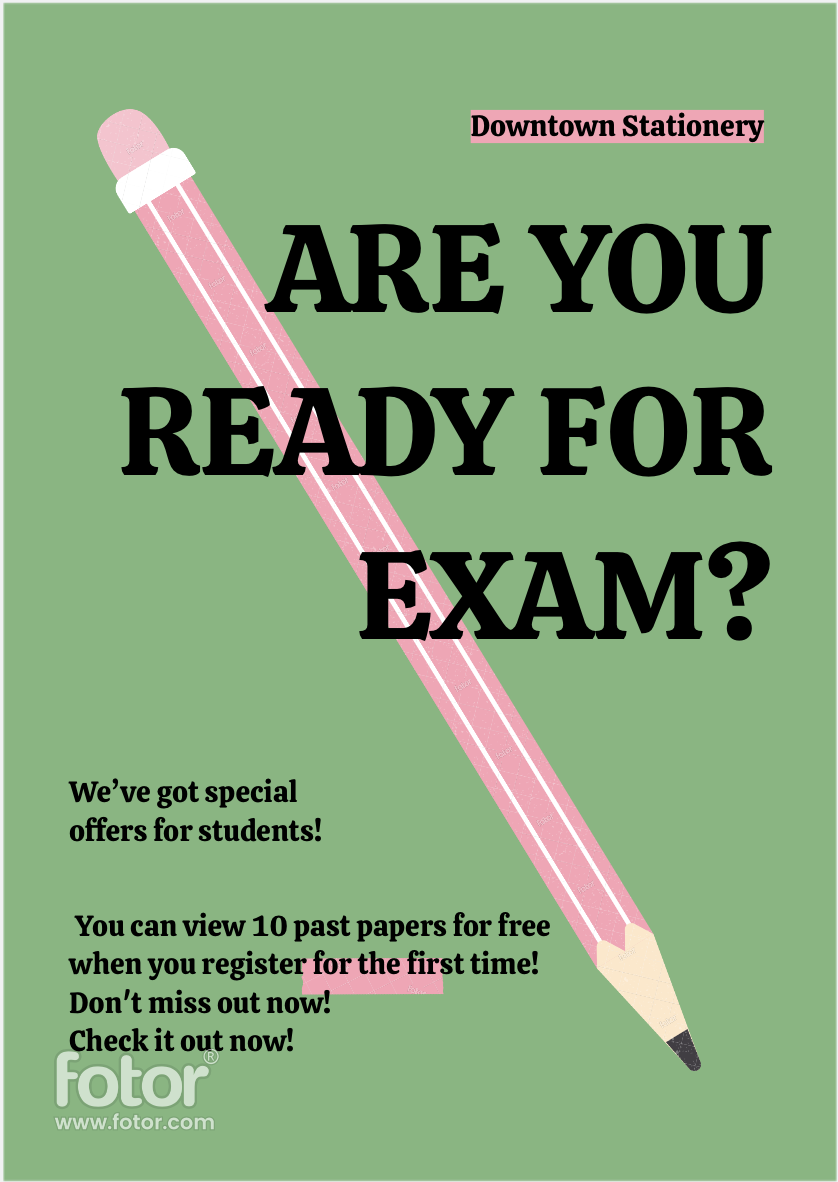 Downtown Stationery
ARE YOU
READY FOR
EXAM?
We’ve got special
offers for students!
You can view 10 past papers for free
when you register for the first time!
Don't miss out now!
Check it out now!
fotor®
www.fotor.com